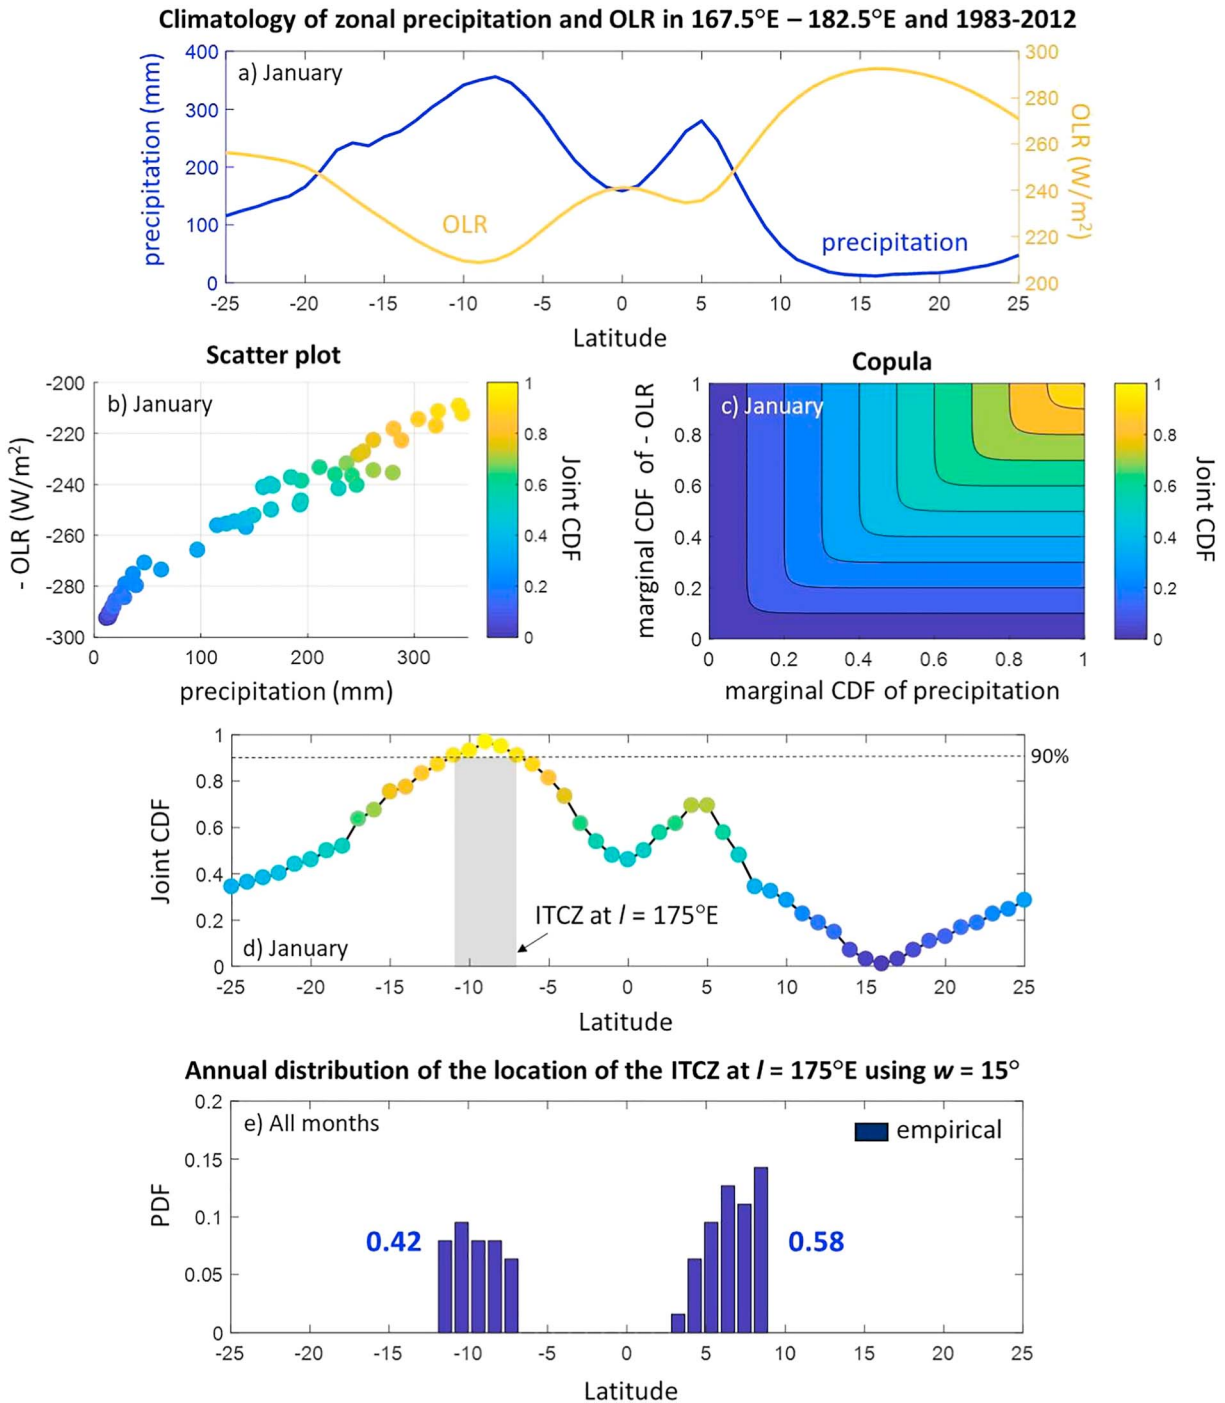 Climatology of zonal precipitation and OLR in 167.5°E – 182.5°E and 1983-2012
a) January
precipitation (mm)
400
300
200
100
0
OLR
precipitation
300
280
260
240
220
200
OLR (W/m²)
-25 -20 -15 -10 -5 0 5 10 15 20 25
Latitude
Scatter plot
b) January
- OLR (W/m²)
-200
-220
-240
-260
-280
-300
0 100 200 300
precipitation (mm)
1
0.8
0.6
0.4
0.2
0
Joint CDF
Copula
c) January
marginal CDF of - OLR
1
0.8
0.6
0.4
0.2
0
0 0.2 0.4 0.6 0.8 1
marginal CDF of precipitation
1
0.8
0.6
0.4
0.2
0
Joint CDF
Joint CDF
1
0.8
0.6
0.4
0.2
0
90%
ITCZ at l = 175°E
d) January
-25 -20 -15 -10 -5 0 5 10 15 20 25
Latitude
Annual distribution of the location of the ITCZ at l = 175°E using w = 15°
e) All months
empirical
PDF
0.2
0.15
0.1
0.05
0
0.42
0.58
-25 -20 -15 -10 -5 0 5 10 15 20 25
Latitude